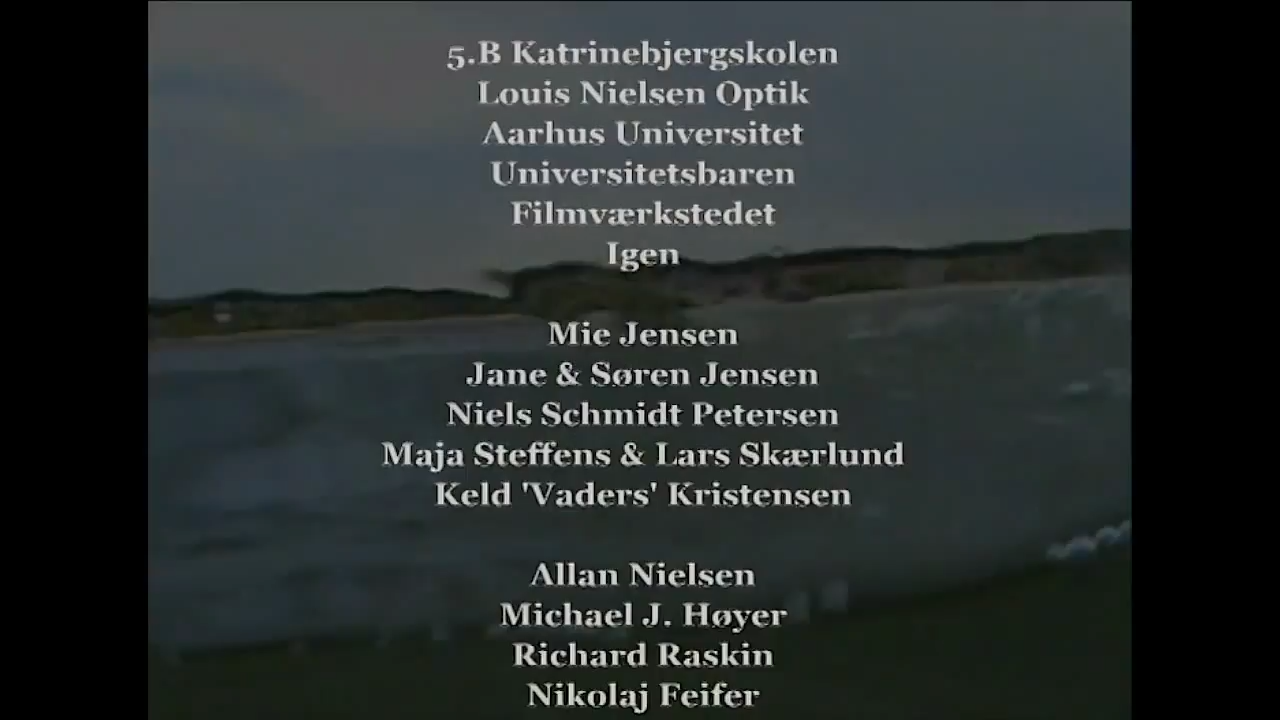 5.B Katrinebjergskolen
Louis Nielsen Optik
Aarhus Universitet
Universitetsbaren
Filmværkstedet
Igen
Mie Jensen
Jane & Søren Jensen
Niels Schmidt Petersen
Maja Steffens & Lars Skærlund
Keld 'Vaders' Kristensen
Allan Nielsen
Michael J. Høyer
Richard Raskin
Nikolaj Feifer